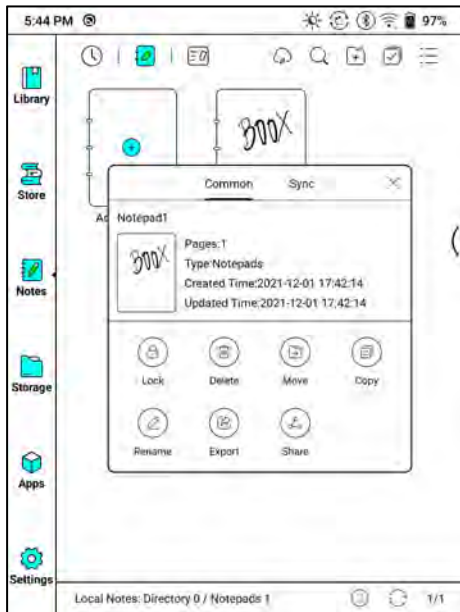 5:44 PM
97%
Library
Store
Notes
Storage
Apps
Settings
BOOX
Common Sync
Notepad1
BOOX
Pages:1
Type:Notepads
Created Time:2021-12-01 17:42:14
Updated Time:2021-12-01 17:42:14
Lock Delete Move Copy
Rename Export Share
Local Notes: Directory 0 / Notepads 1 1/1